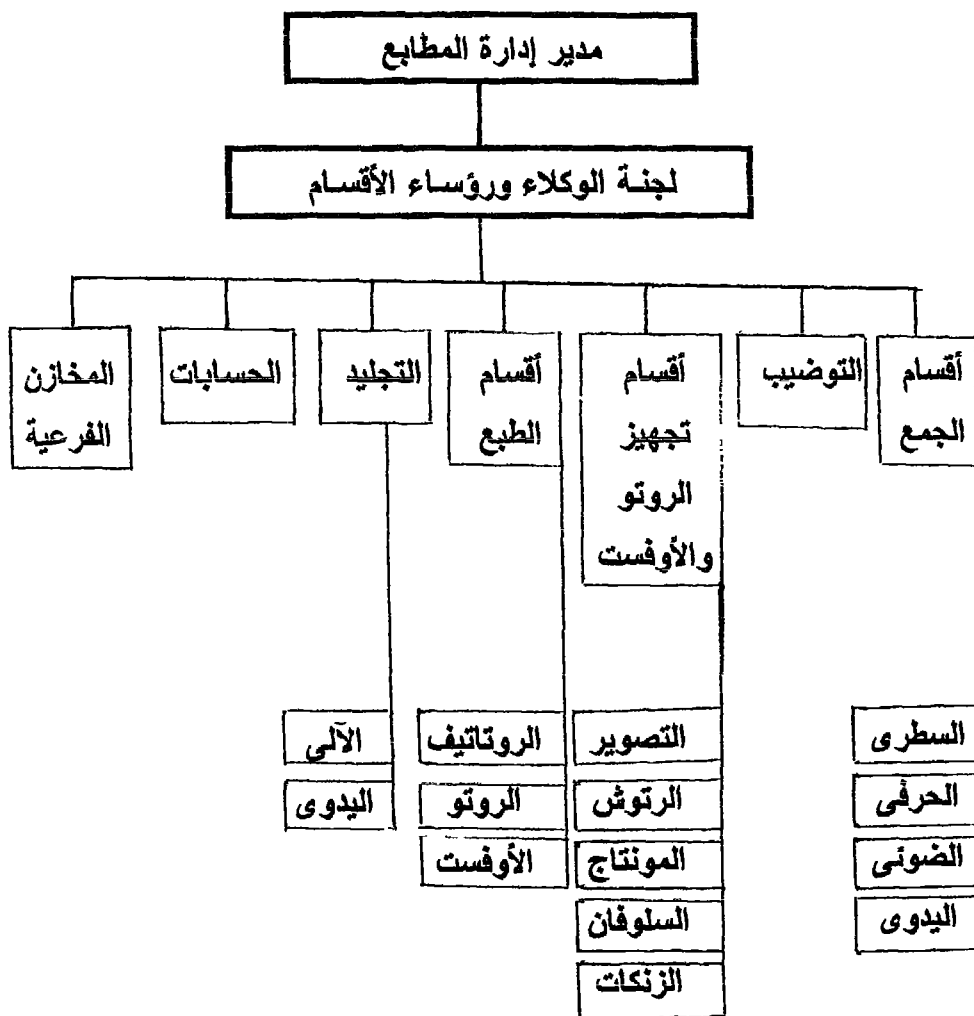 مدير إدارة المطابع
لجنة الوكلاء ورؤساء الأقسام
أقسام
الجمع
التوضيب
أقسام
تجهيز
الروتو
والأوفست
أقسام
الطبع
التجليد
الحسابات
المخازن
الفرعية
السطرى
الحرفى
الضوئى
اليدوى
التصوير
الرتوش
المونتاج
السلوفان
الزنكات
الروتاتيف
الروتو
الأوفست
الآلى
اليدوى